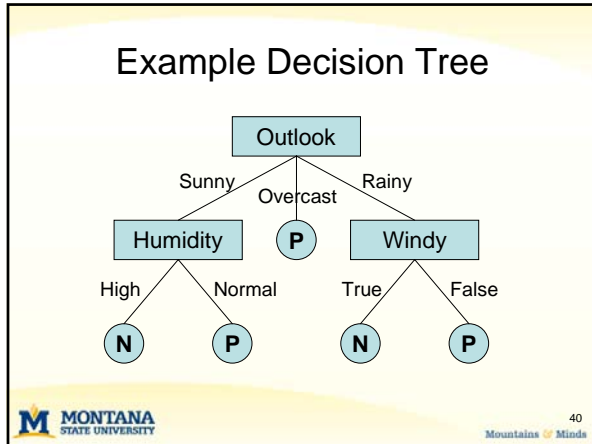 Example Decision Tree
Outlook
Sunny
Overcast
Rainy
Humidity
P
Windy
High
Normal
True
False
N
P
N
P
M MONTANA
STATE UNIVERSITY
40
Mountains & Minds